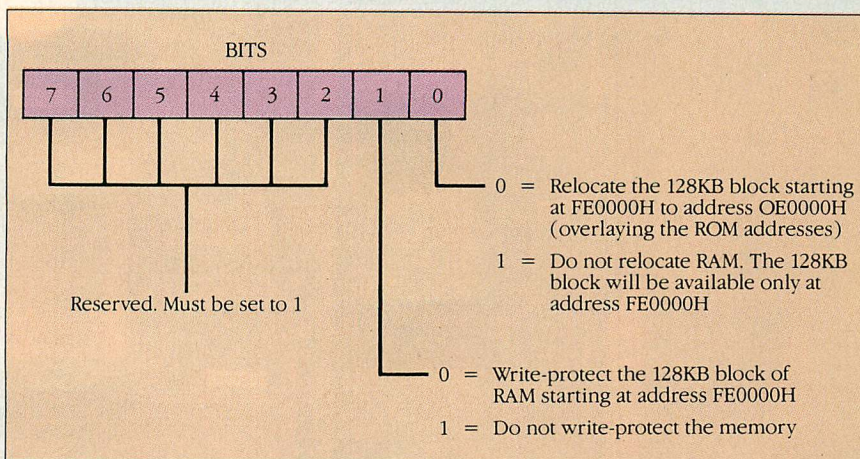 BITS
7 6 5 4 3 2 1 0
0 = Relocate the 128KB block starting
at FE0000H to address OE0000H
(overlaying the ROM addresses)
1 = Do not relocate RAM. The 128KB
block will be available only at
address FE0000H
Reserved. Must be set to 1
0 = Write-protect the 128KB block of
RAM starting at address FE0000H
1 = Do not write-protect the memory